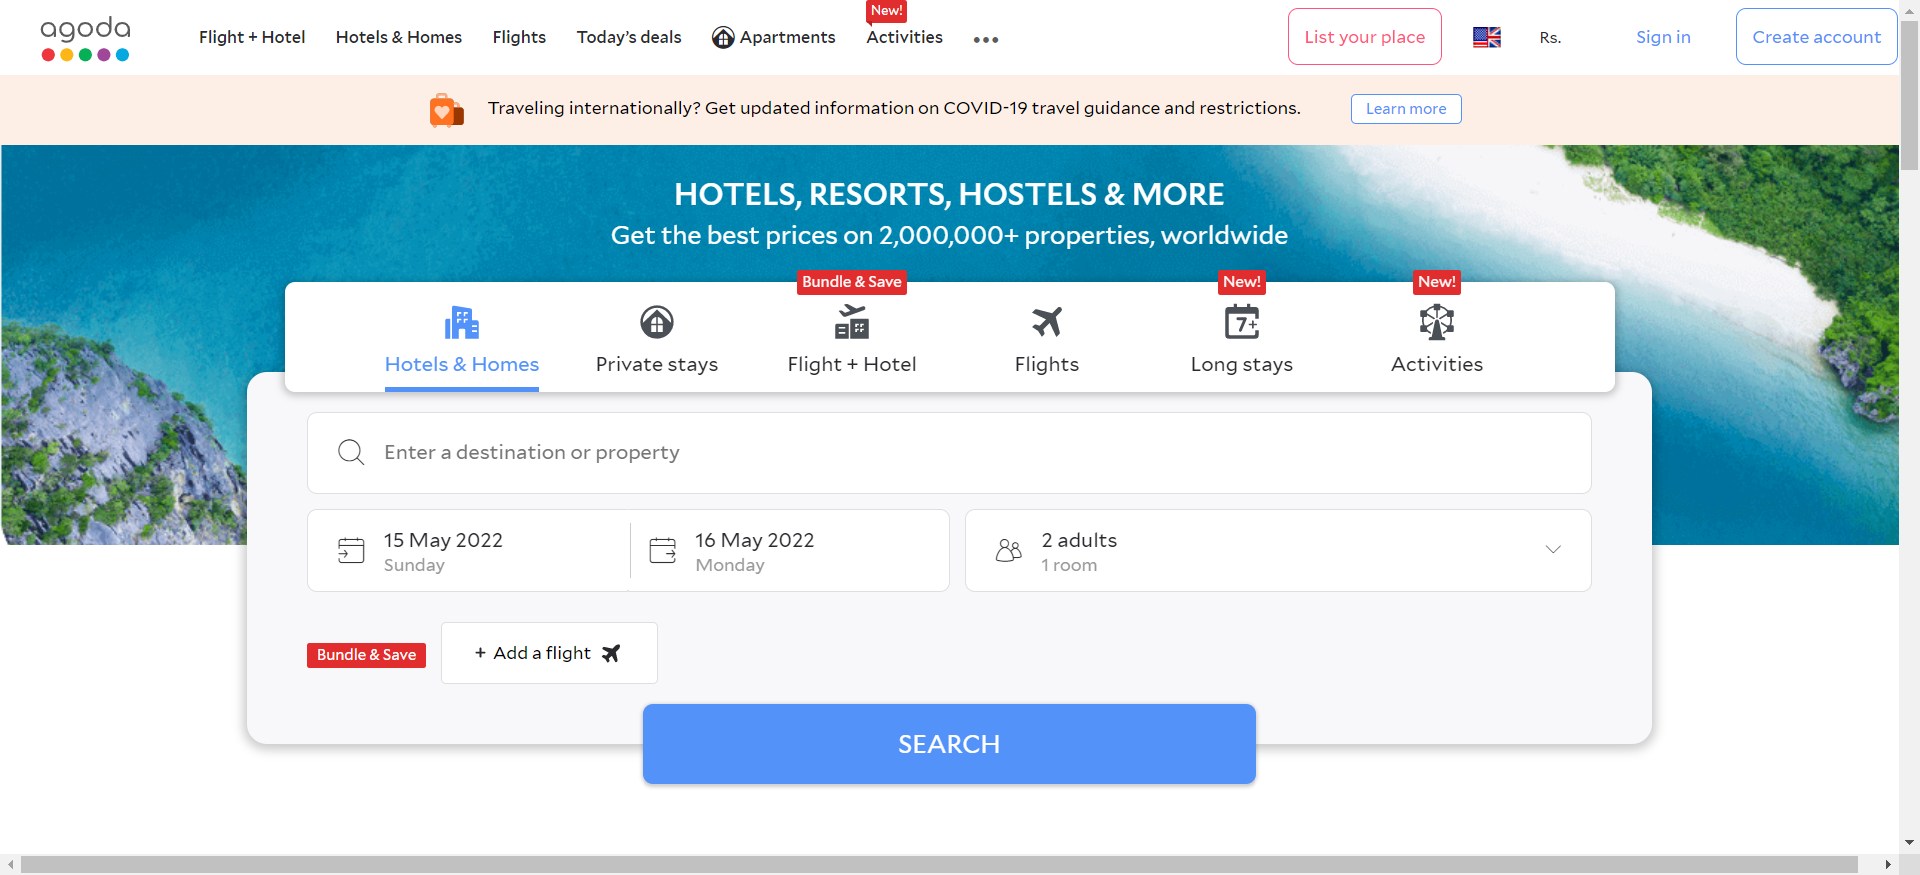 agoda
Flight + Hotel
Hotels & Homes
Flights
Today's deals
Apartments
New!
Activities
List your place
Rs.
Sign in
Create account
Traveling internationally? Get updated information on COVID-19 travel guidance and restrictions.
Learn more
HOTELS, RESORTS, HOSTELS & MORE
Get the best prices on 2,000,000+ properties, worldwide
Hotels & Homes
Private stays
Bundle & Save
Flight + Hotel
Flights
New!
7+
Long stays
New!
Activities
Enter a destination or property
15 May 2022
Sunday
16 May 2022
Monday
2 adults
1 room
Bundle & Save
+ Add a flight
SEARCH